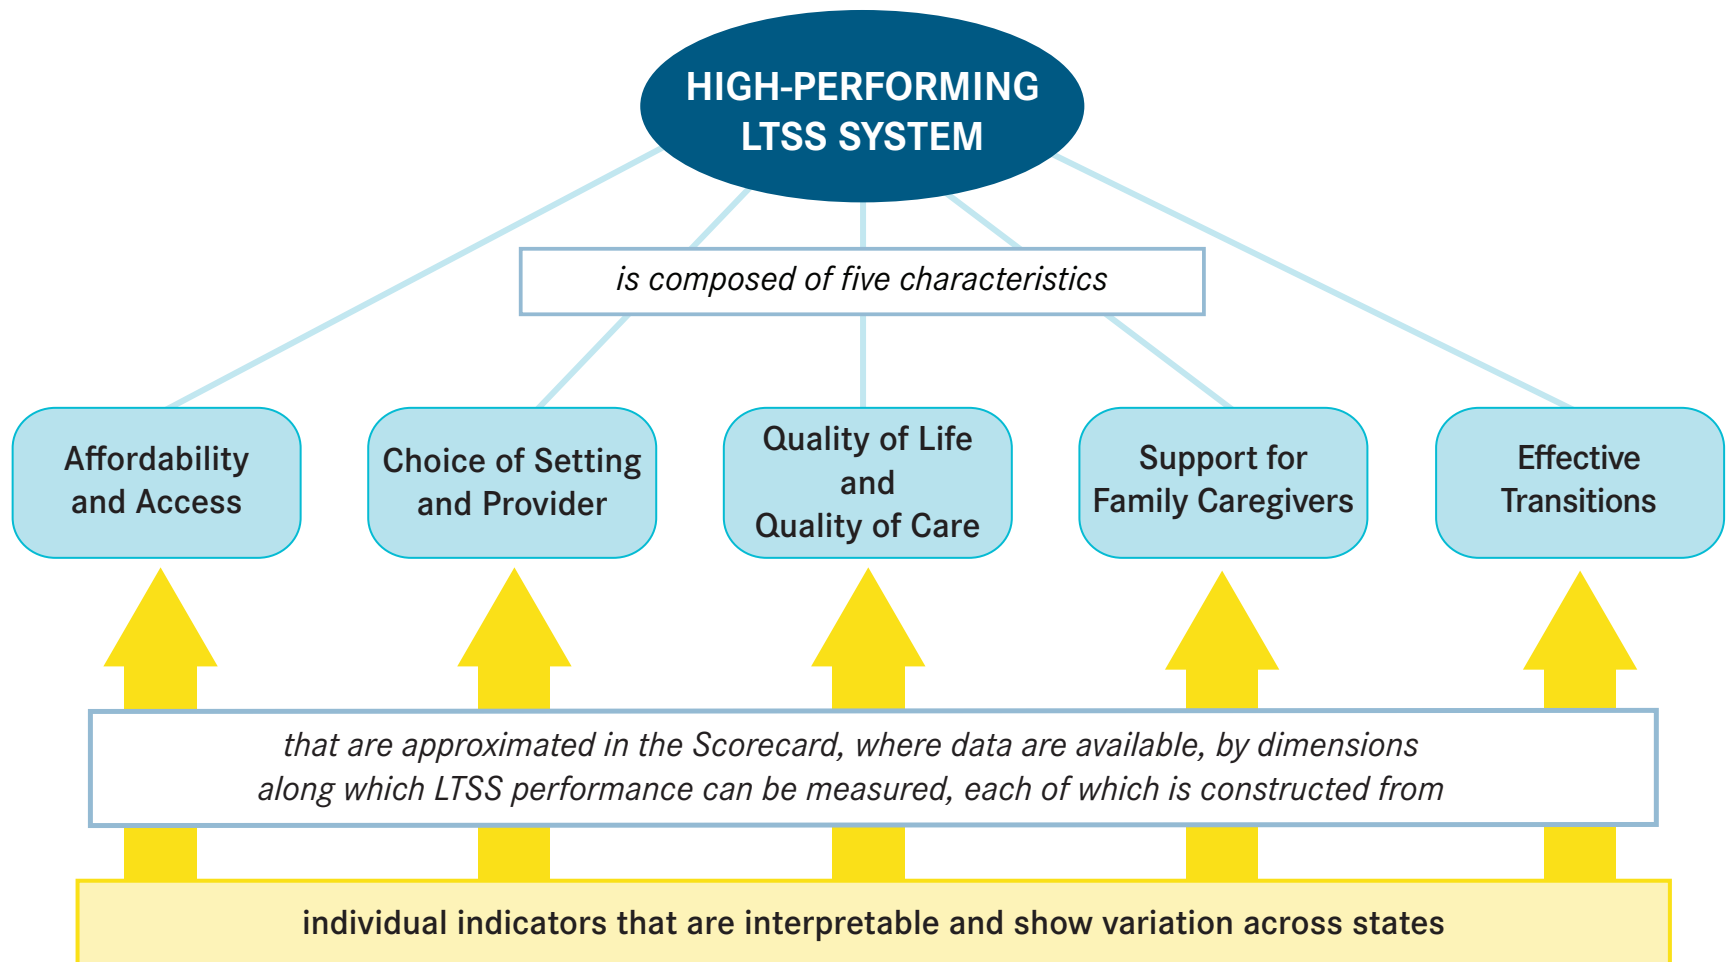 HIGH-PERFORMING
LTSS SYSTEM
is composed of five characteristics
Affordability
and Access
Choice of Setting
and Provider
Quality of Life
and
Quality of Care
Support for
Family Caregivers
Effective
Transitions
that are approximated in the Scorecard, where data are available, by dimensions
along which LTSS performance can be measured, each of which is constructed from
individual indicators that are interpretable and show variation across states